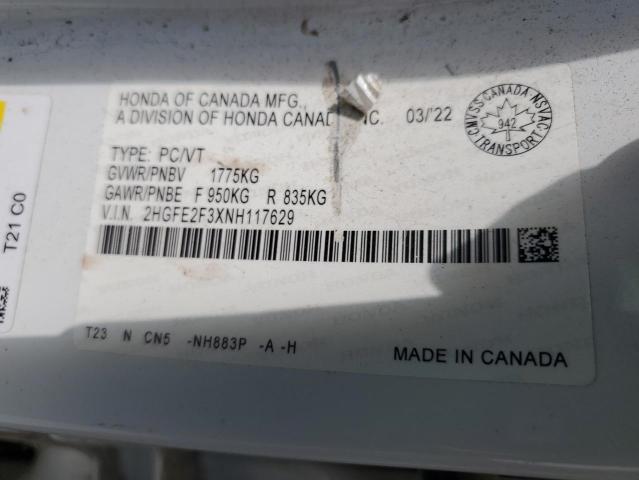 HONDA OF CANADA MFG.,
A DIVISION OF HONDA CANAD INC. 03/'22
CMVSS·CANADA·NSVAC
942
TRANSPORT
TYPE: PC/VT
GVWR/PNBV 1775KG
GAWR/PNBE F 950KG R 835KG
V.I.N. 2HGFE2F3XNH117629
T23 N CN5 -NH883P -A -H
MADE IN CANADA
T21 C0